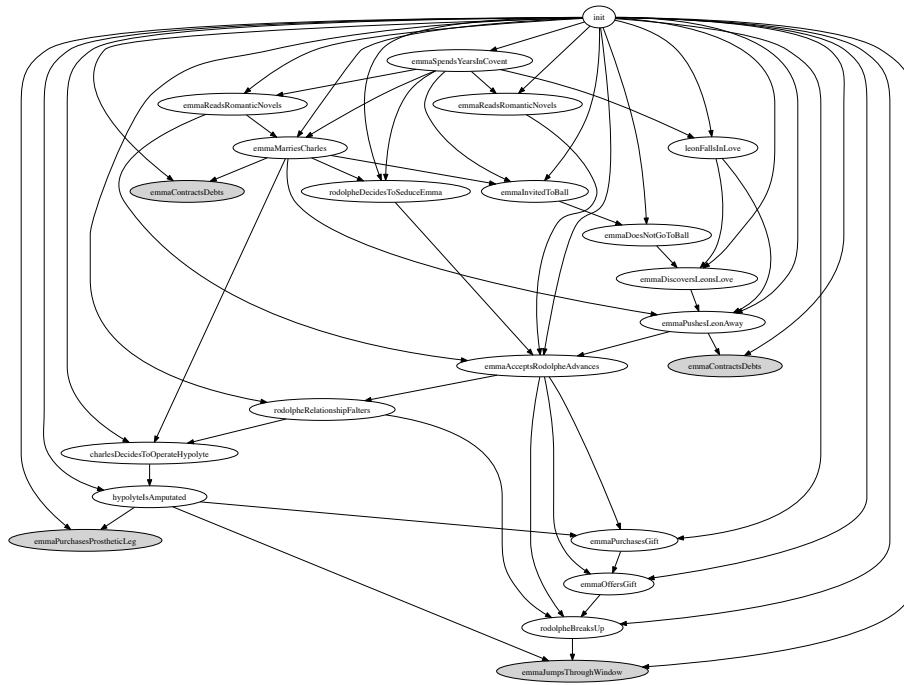 init
emmaSpendsYearsInCovent
emmaReadsRomanticNovels
emmaReadsRomanticNovels
emmaMarriesCharles
leonFallsInLove
emmaContractsDebts
rodolpheDecidesToSeduceEmma
emmaInvitedToBall
emmaDoesNotGoToBall
emmaDiscoversLeonsLove
emmaPushesLeonAway
emmaAcceptsRodolpheAdvances
emmaContractsDebts
rodolpheRelationshipFalters
charlesDecidesToOperateHypolyte
hypolyteIsAmputated
emmaPurchasesProstheticLeg
emmaPurchasesGift
emmaOffersGift
rodolpheBreaksUp
emmaJumpsThroughWindow